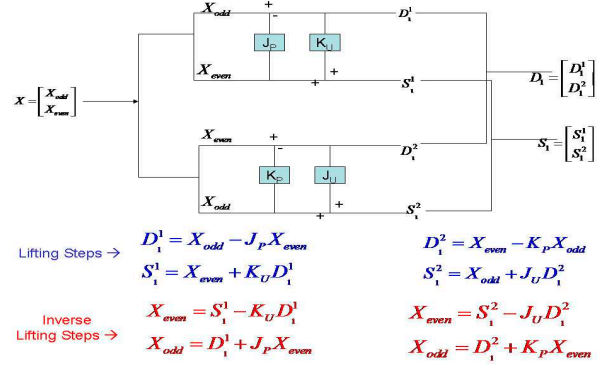 X_odd + - D_1^1
J_P K_U
X_even + + S_1^1
D_1 = [D_1^1 D_1^2]
X = [X_odd X_even]
S_1 = [S_1^1 S_1^2]
X_even + - D_1^2
K_P J_U
X_odd + + S_1^2
Lifting Steps →
D_1^1 = X_odd − J_P X_even
S_1^1 = X_even + K_U D_1^1
D_1^2 = X_even − K_P X_odd
S_1^2 = X_odd + J_U D_1^2
Inverse
Lifting Steps →
X_even = S_1^1 − K_U D_1^1
X_odd = D_1^1 + J_P X_even
X_even = S_1^2 − J_U D_1^2
X_odd = D_1^2 + K_P X_even